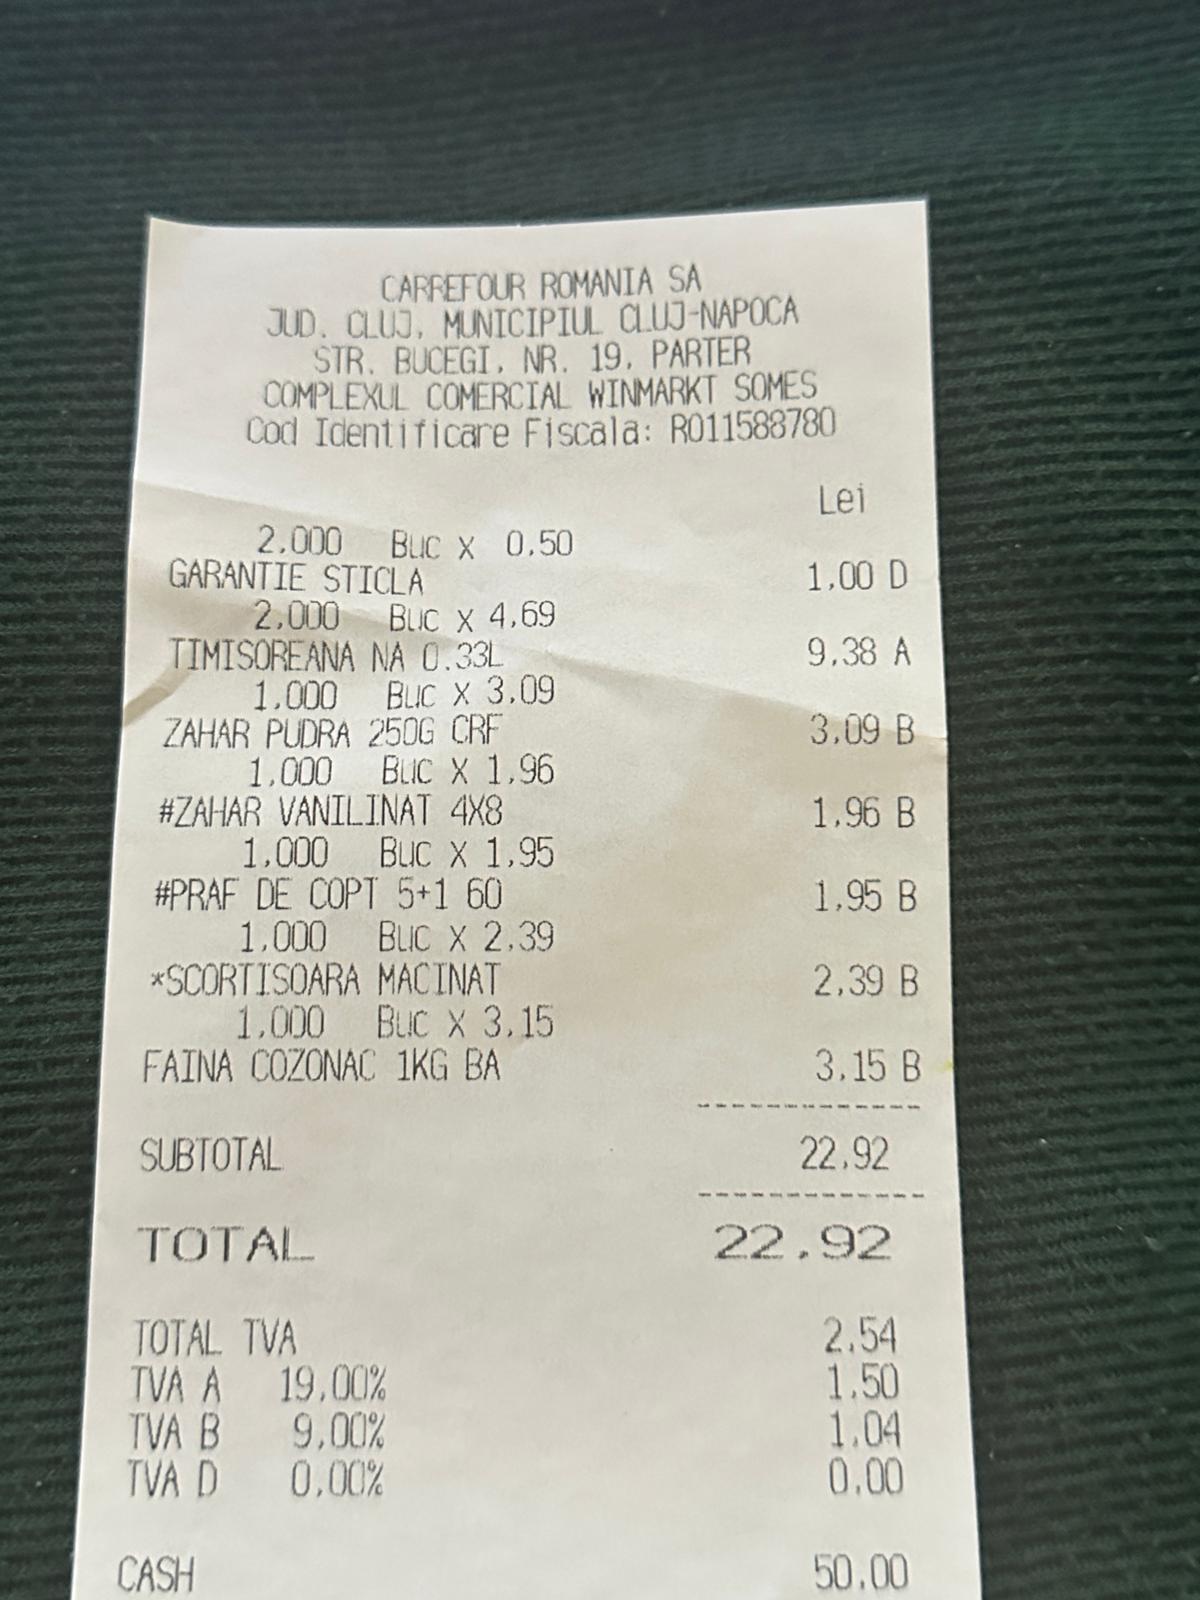 CARREFOUR ROMANIA SA
JUD. CLUJ, MUNICIPIUL CLUJ-NAPOCA
STR. BUCEGI, NR. 19, PARTER
COMPLEXUL COMERCIAL WINMARKT SOMES
Cod Identificare Fiscala: RO11588780
Lei
2,000 Buc X 0,50
GARANTIE STICLA 1,00 D
2,000 Buc X 4,69
TIMISOREANA NA 0.33L 9,38 A
1,000 Buc X 3,09
ZAHAR PUDRA 250G CRF 3,09 B
1,000 Buc X 1,96
#ZAHAR VANILINAT 4X8 1,96 B
1,000 Buc X 1,95
#PRAF DE COPT 5+1 60 1,95 B
1,000 Buc X 2,39
*SCORTISOARA MACINAT 2,39 B
1,000 Buc X 3,15
FAINA COZONAC 1KG BA 3,15 B
SUBTOTAL 22,92
TOTAL 22.92
TOTAL TVA 2,54
TVA A 19,00% 1,50
TVA B 9,00% 1,04
TVA D 0,00% 0,00
CASH 50,00